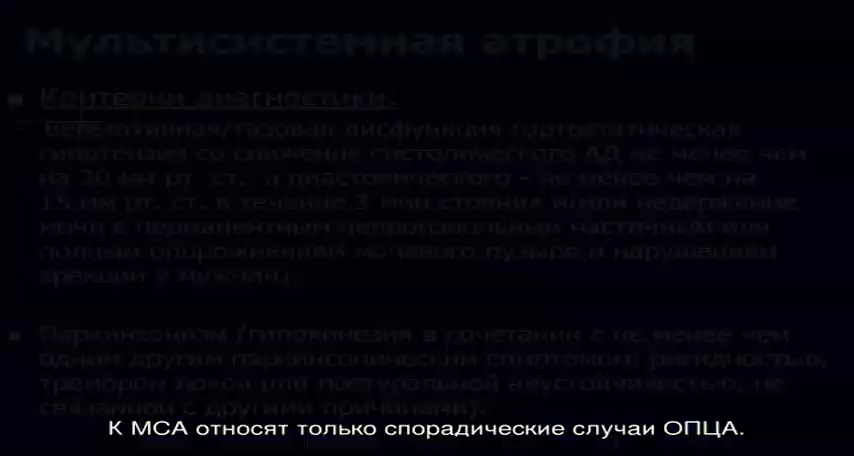 Мультисистемная атрофия
Критерии диагностики:
Вегетативная/тазовая дисфункция (ортостатическая
гипотензия со снижение систолического АД не менее чем
на 30 мм рт. ст., а диастолического - не менее чем на
15 мм рт. ст. в течение 3 мин стояния и/или недержание
мочи с перманентным непроизвольным частичным или
полным опорожнением мочевого пузыря и нарушением
эрекции у мужчин).
Паркинсонизм (гипокинезия в сочетании с не менее чем
одним другим паркинсоническим симптомом: ригидностью,
тремором покоя или постуральной неустойчивостью, не
связанной с другими причинами).
К МСА относят только спорадические случаи ОПЦА.